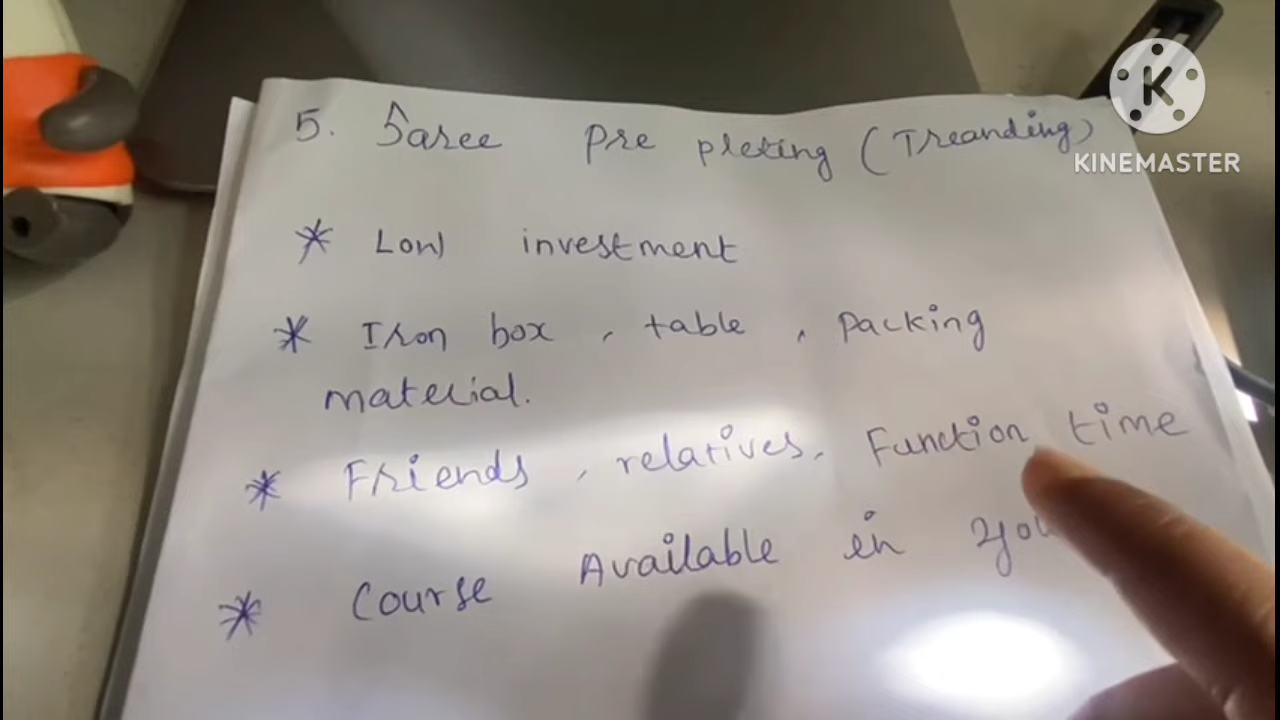 5. Saree Pre pleting (Treanding)
KINEMASTER
* Low investment
* Iron box, table, packing
material.
* Friends, relatives, Function time
* Course Available in